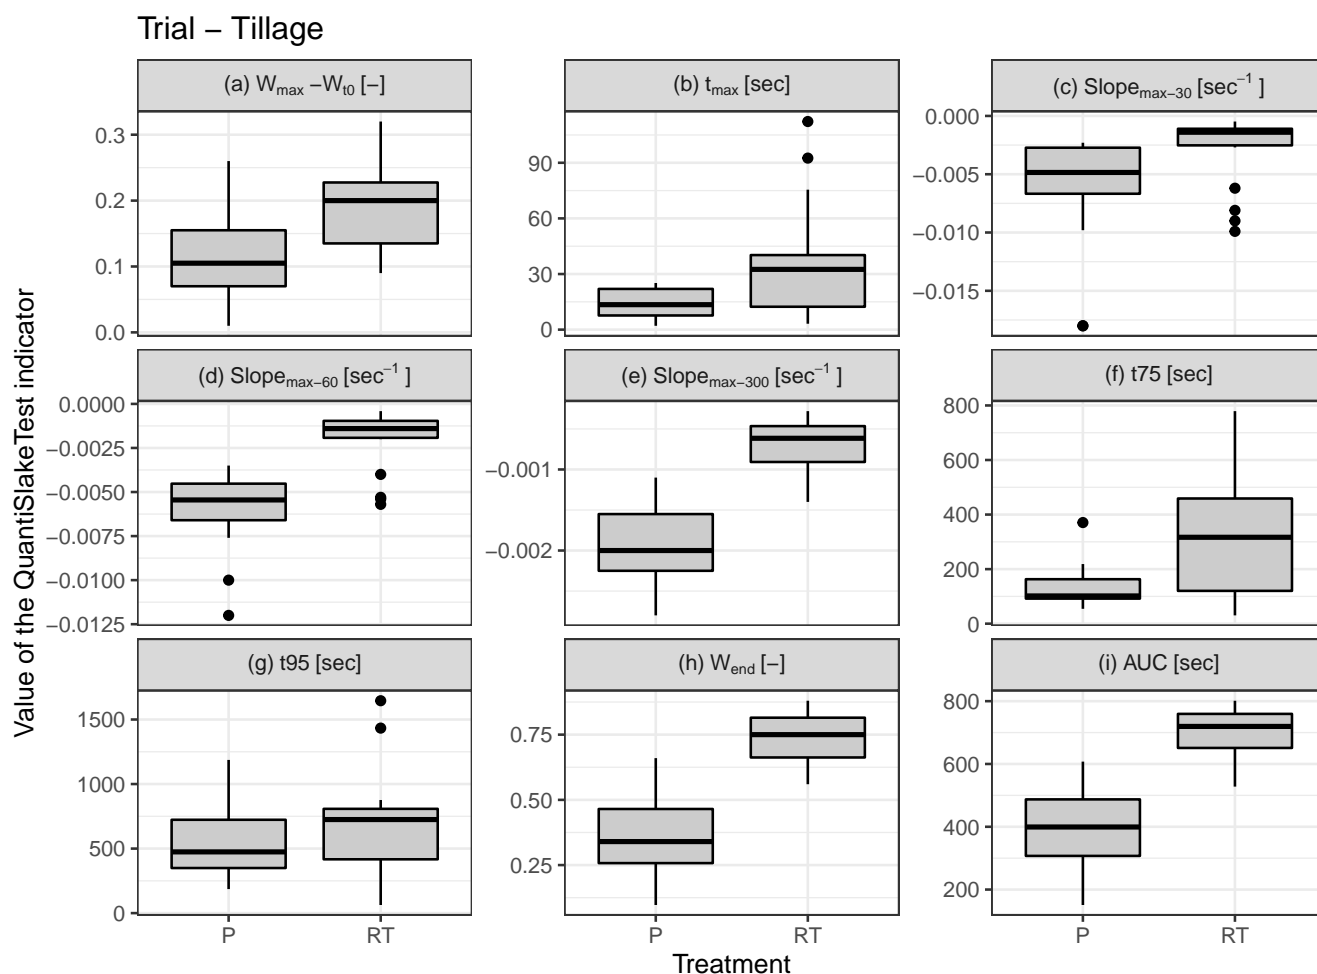 Trial − Tillage
(a) Wmax −Wt0 [−]
(b) tmax [sec]
(c) Slopemax−30 [sec−1 ]
0.3
0.2
0.1
0.0
90
60
30
0
0.000
−0.005
−0.010
−0.015
(d) Slopemax−60 [sec−1 ]
(e) Slopemax−300 [sec−1 ]
(f) t75 [sec]
0.0000
−0.0025
−0.0050
−0.0075
−0.0100
−0.0125
−0.001
−0.002
800
600
400
200
0
(g) t95 [sec]
(h) Wend [−]
(i) AUC [sec]
1500
1000
500
0
0.75
0.50
0.25
800
600
400
200
P RT P RT P RT
Treatment
Value of the QuantiSlakeTest indicator